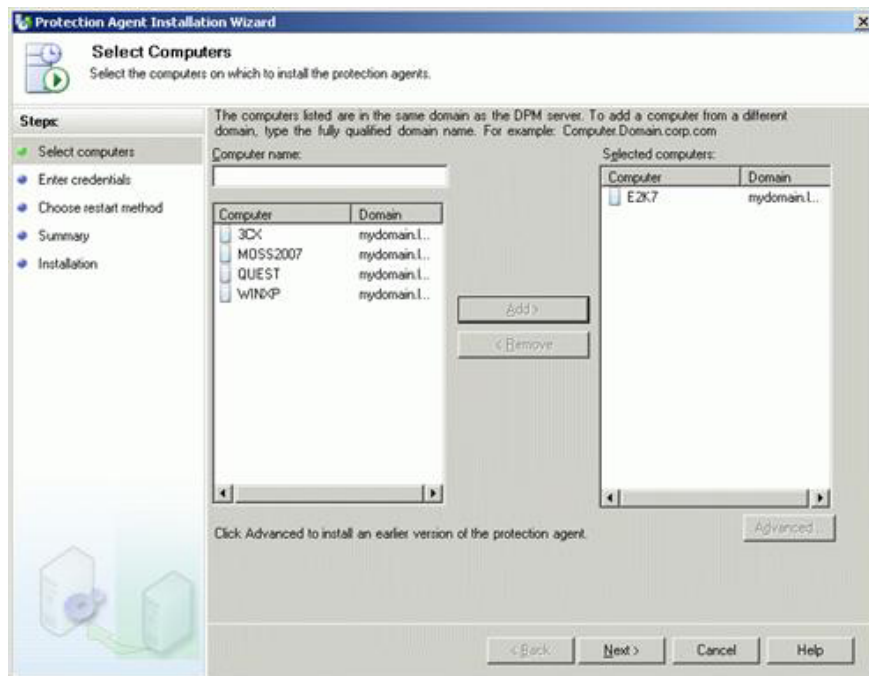 Protection Agent Installation Wizard
Select Computers
Select the computers on which to install the protection agents.
Steps:
Select computers
Enter credentials
Choose restart method
Summary
Installation
The computers listed are in the same domain as the DPM server. To add a computer from a different
domain, type the fully qualified domain name. For example: Computer.Domain.corp.com
Computer name:
Computer Domain
3CX mydomain.l...
MOSS2007 mydomain.l...
QUEST mydomain.l...
WINXP mydomain.l...
Add >
< Remove
Selected computers:
Computer Domain
E2K7 mydomain.l...
Click Advanced to install an earlier version of the protection agent.
Advanced...
< Back Next > Cancel Help